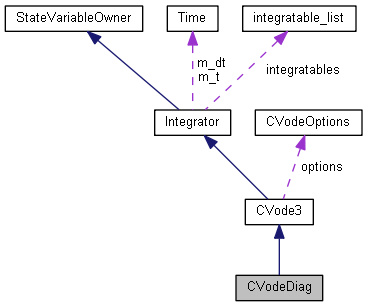 StateVariableOwner
Time
integratable_list
m_dt
m_t
integratables
Integrator
CVodeOptions
options
CVode3
CVodeDiag